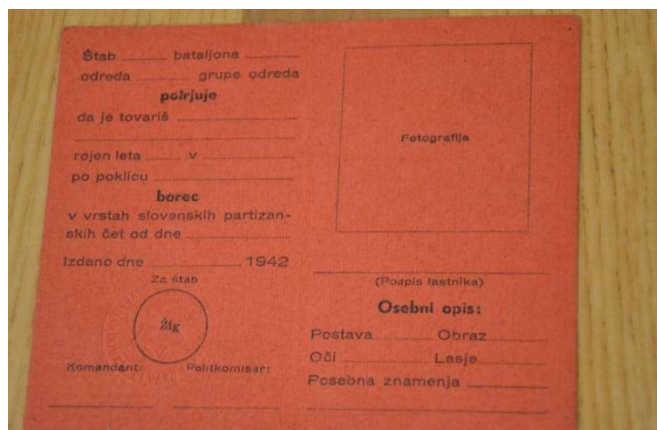 Štab ...... bataljona ............
odreda ......... grupe odreda
potrjuje
da je tovariš ....................
rojen leta ....... v ..............
po poklicu ........................
borec
v vrstah slovenskih partizan-
skih čet od dne ...................
Izdano dne .................. 1942
Za štab
Žig
Komandant: Politkomisar:
Fotografija
(Podpis lastnika)
Osebni opis:
Postava ......... Obraz .........
Oči .............. Lasje ..........
Posebna znamenja ..............